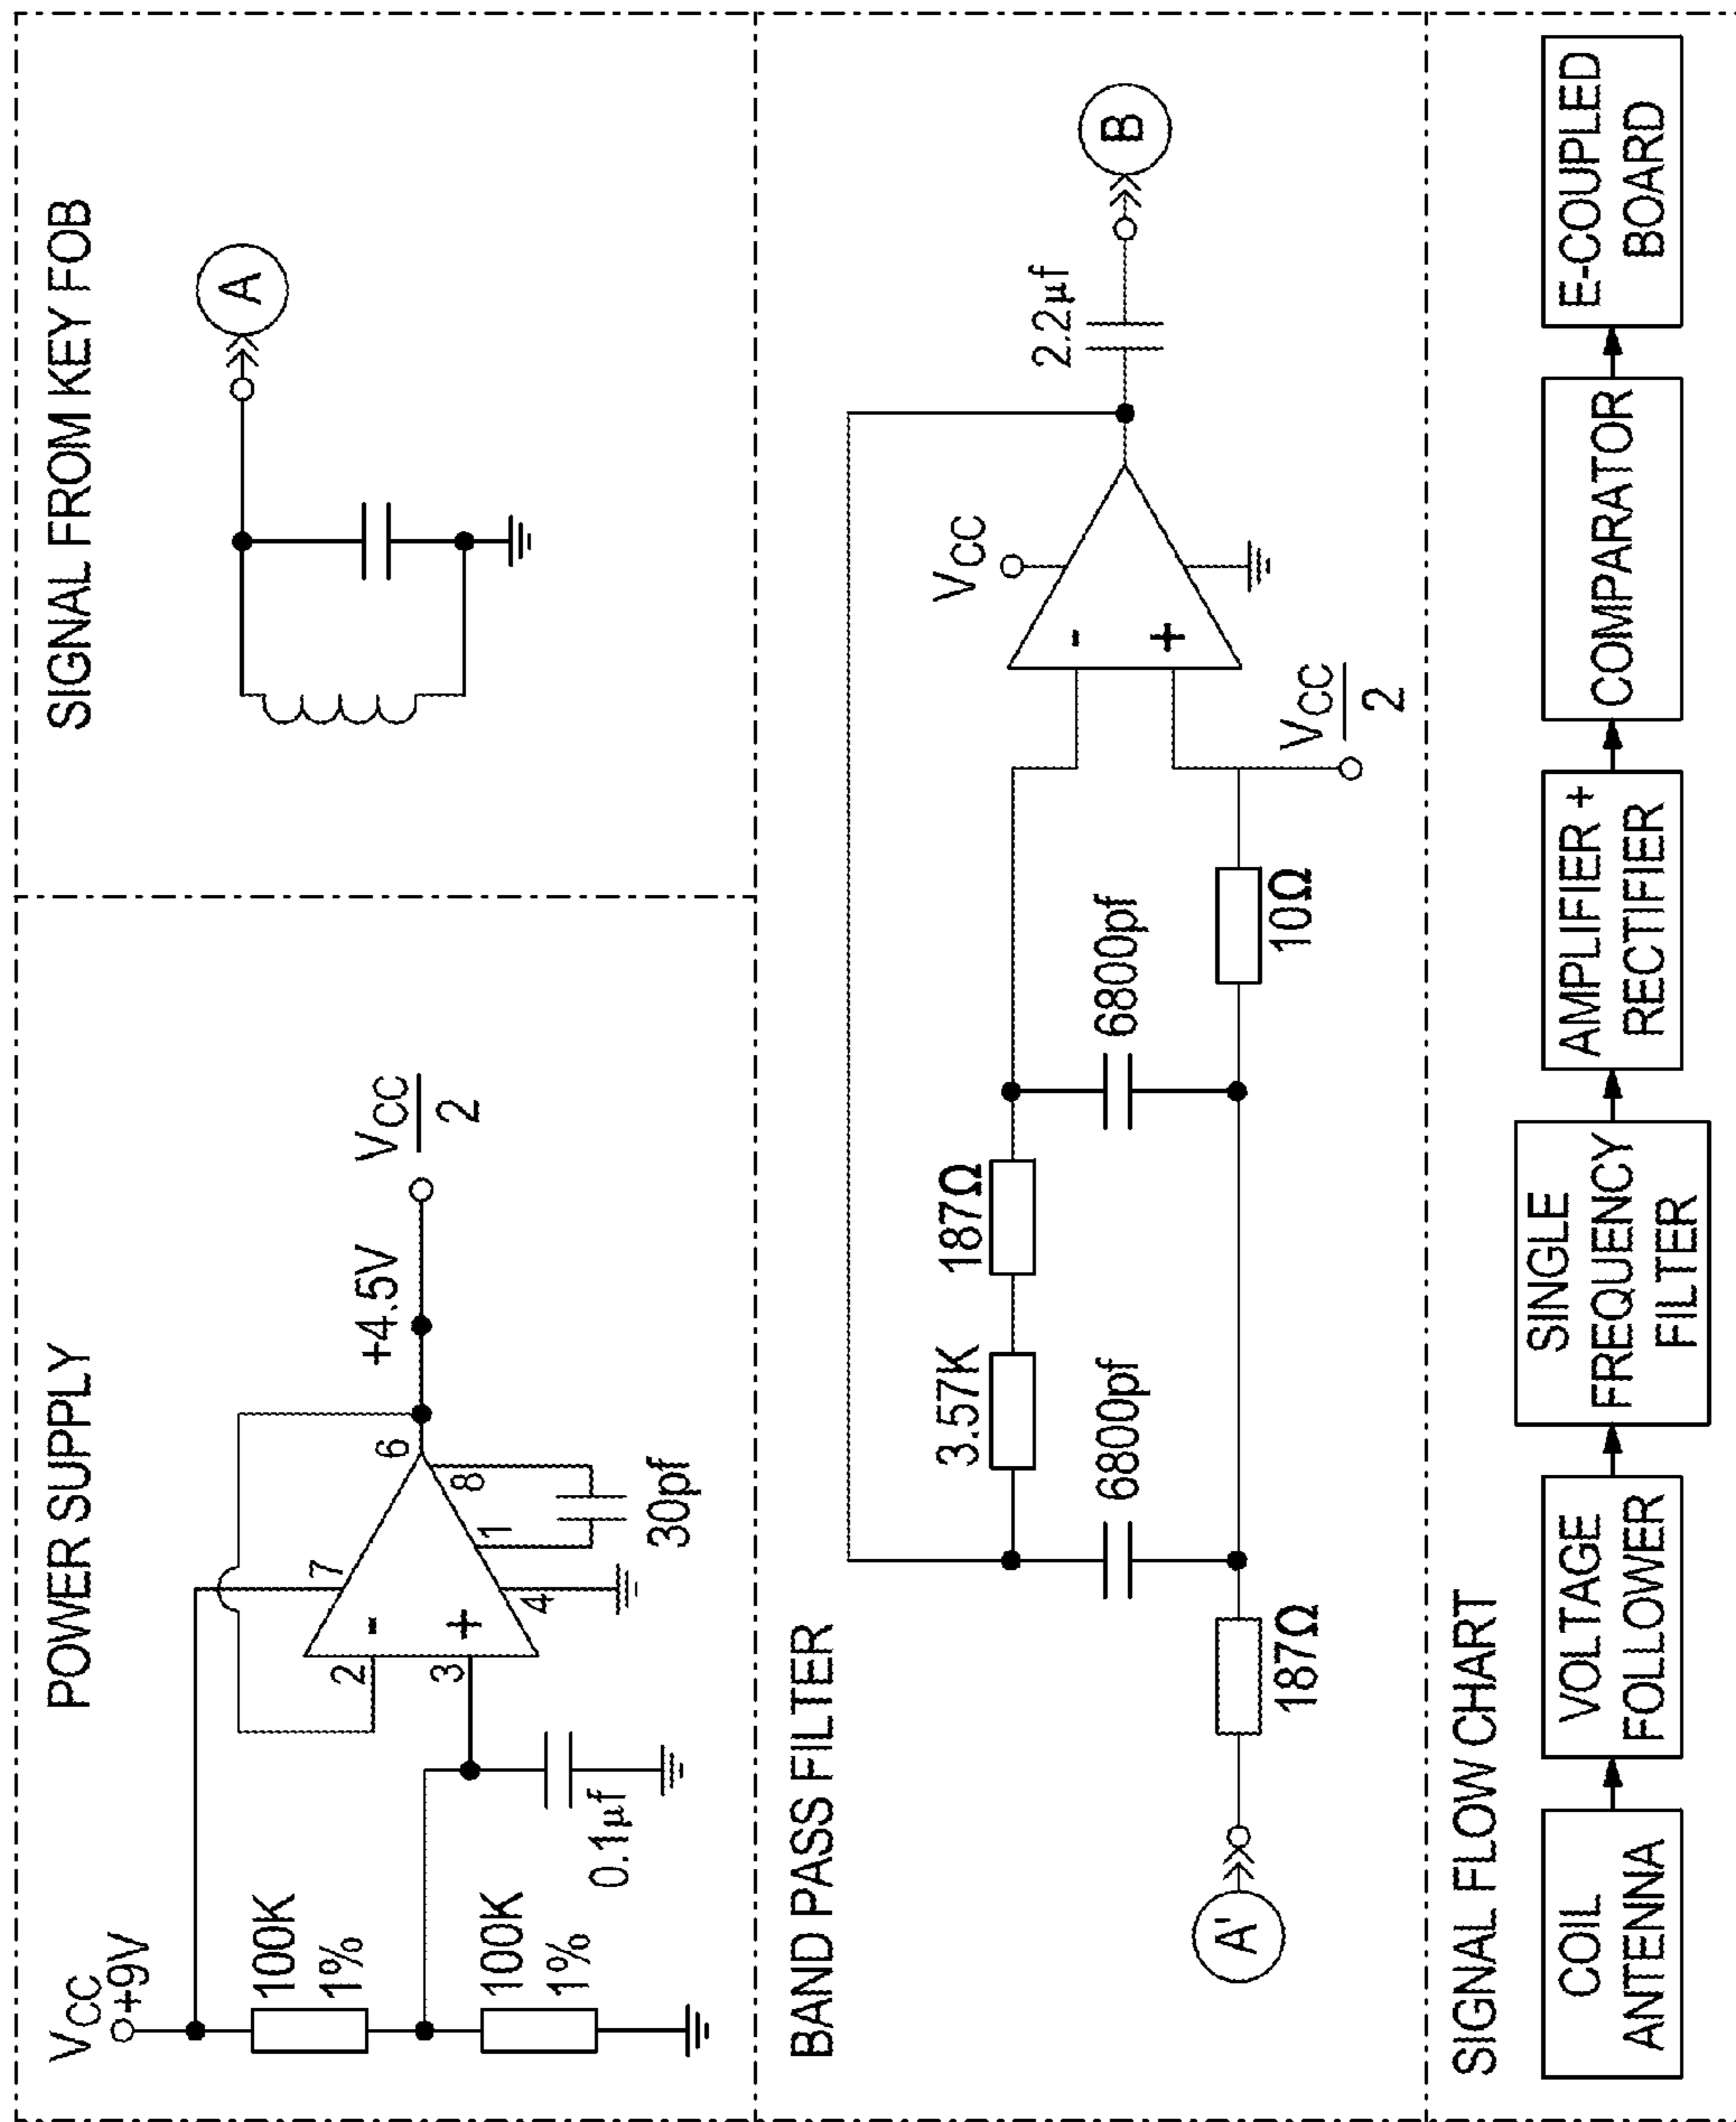 POWER SUPPLY
VCC
+9V
100K
1%
100K
1%
0.1µf
2
3
-
+
7
4
6
8
1
30pf
+4.5V
VCC
2
SIGNAL FROM KEY FOB
A
BAND PASS FILTER
A'
187Ω
3.57K
187Ω
6800pf
6800pf
10Ω
VCC
2
VCC
-
+
2.2µf
B
SIGNAL FLOW CHART
COIL
ANTENNA
VOLTAGE
FOLLOWER
SINGLE
FREQUENCY
FILTER
AMPLIFIER +
RECTIFIER
COMPARATOR
E-COUPLED
BOARD